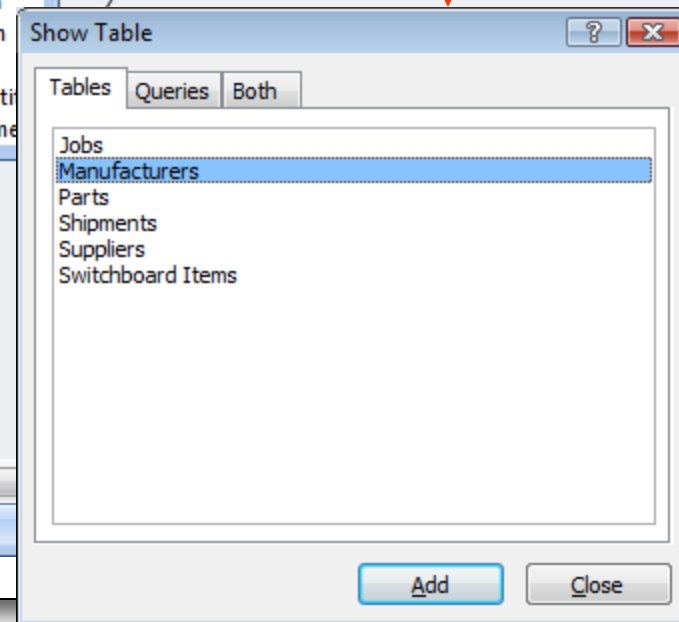 Show Table
?
Tables Queries Both
Jobs
Manufacturers
Parts
Shipments
Suppliers
Switchboard Items
Add Close